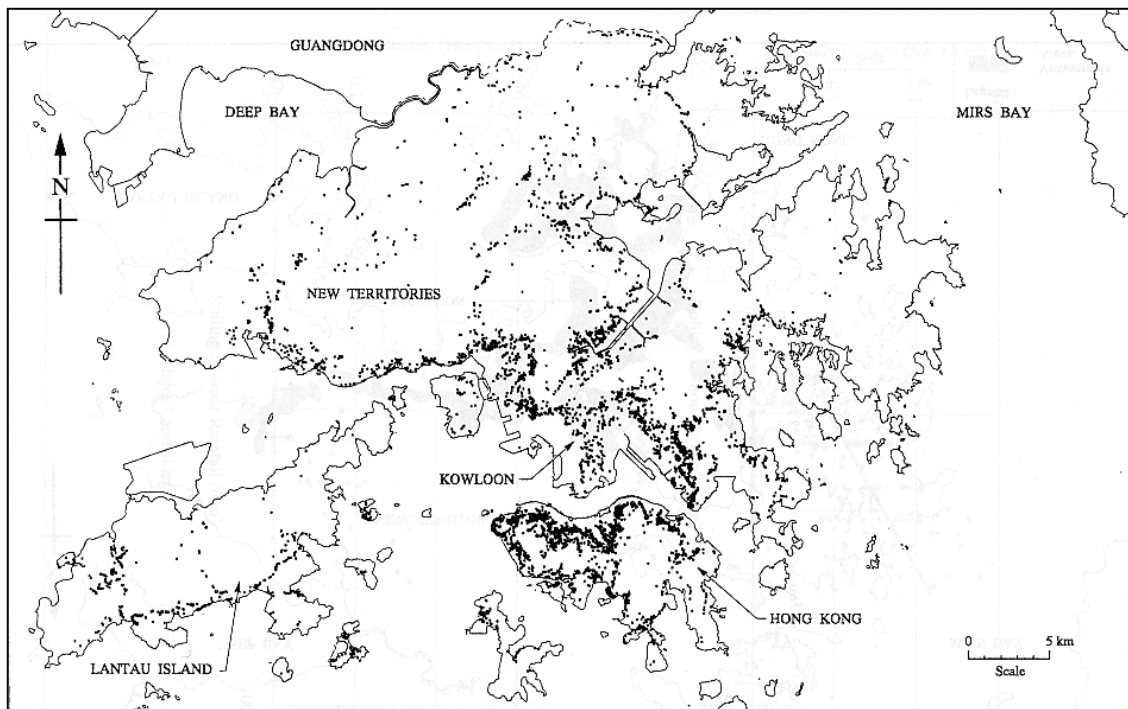 GUANGDONG
DEEP BAY
MIRS BAY
N
NEW TERRITORIES
KOWLOON
HONG KONG
LANTAU ISLAND
0
5 km
Scale